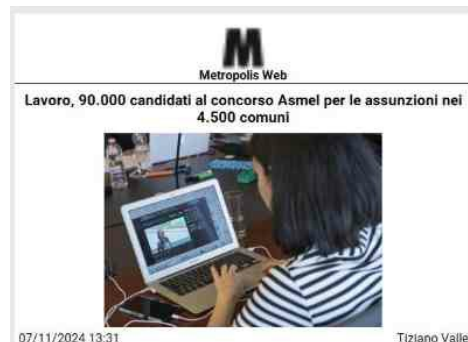 M
Metropolis Web
Lavoro, 90.000 candidati al concorso Asmel per le assunzioni nei
4.500 comuni
07/11/2024 13:31
Tiziano Valle